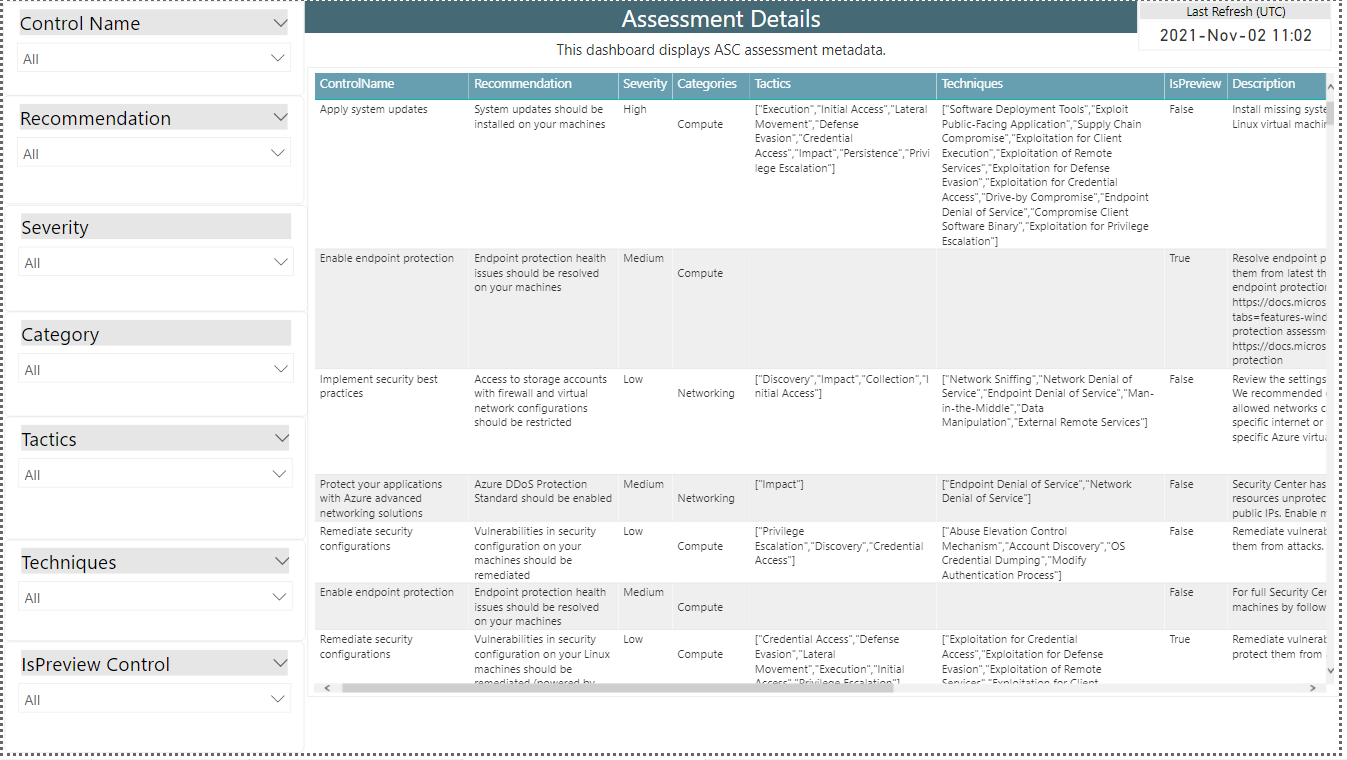 Control Name
All
Recommendation
All
Severity
All
Category
All
Tactics
All
Techniques
All
IsPreview Control
All
Assessment Details
This dashboard displays ASC assessment metadata.
Last Refresh (UTC)
2021-Nov-02 11:02
ControlName Recommendation Severity Categories Tactics Techniques IsPreview Description
Apply system updates
System updates should be
installed on your machines
High
Compute
["Execution","Initial Access","Lateral
Movement","Defense
Evasion","Credential
Access","Impact","Persistence","Privi
lege Escalation"]
["Software Deployment Tools","Exploit
Public-Facing Application","Supply Chain
Compromise","Exploitation for Client
Execution","Exploitation of Remote
Services","Exploitation for Defense
Evasion","Exploitation for Credential
Access","Drive-by Compromise","Endpoint
Denial of Service","Compromise Client
Software Binary","Exploitation for Privilege
Escalation"]
False
Install missing syste
Linux virtual machin
Enable endpoint protection
Endpoint protection health
issues should be resolved
on your machines
Medium
Compute
True
Resolve endpoint p
them from latest th
endpoint protection
https://docs.micros
tabs=features-wind
protection assessm
https://docs.micros
protection
Implement security best
practices
Access to storage accounts
with firewall and virtual
network configurations
should be restricted
Low
Networking
["Discovery","Impact","Collection","I
nitial Access"]
["Network Sniffing","Network Denial of
Service","Endpoint Denial of Service","Man-
in-the-Middle","Data
Manipulation","External Remote Services"]
False
Review the settings
We recommended
allowed networks c
specific internet or
specific Azure virtua
Protect your applications
with Azure advanced
networking solutions
Azure DDoS Protection
Standard should be enabled
Medium
Networking
["Impact"]
["Endpoint Denial of Service","Network
Denial of Service"]
False
Security Center has
resources unprotec
public IPs. Enable m
Remediate security
configurations
Vulnerabilities in security
configuration on your
machines should be
remediated
Low
Compute
["Privilege
Escalation","Discovery","Credential
Access"]
["Abuse Elevation Control
Mechanism","Account Discovery","OS
Credential Dumping","Modify
Authentication Process"]
False
Remediate vulnerab
them from attacks.
Enable endpoint protection
Endpoint protection health
issues should be resolved
on your machines
Medium
Compute
False
For full Security Cer
machines by follow
Remediate security
configurations
Vulnerabilities in security
configuration on your Linux
machines should be
remediated (powered by
Low
Compute
["Credential Access","Defense
Evasion","Lateral
Movement","Execution","Initial
Access","Privilege Escalation"]
["Exploitation for Credential
Access","Exploitation for Defense
Evasion","Exploitation of Remote
Services","Exploitation for Client
True
Remediate vulnerab
protect them from